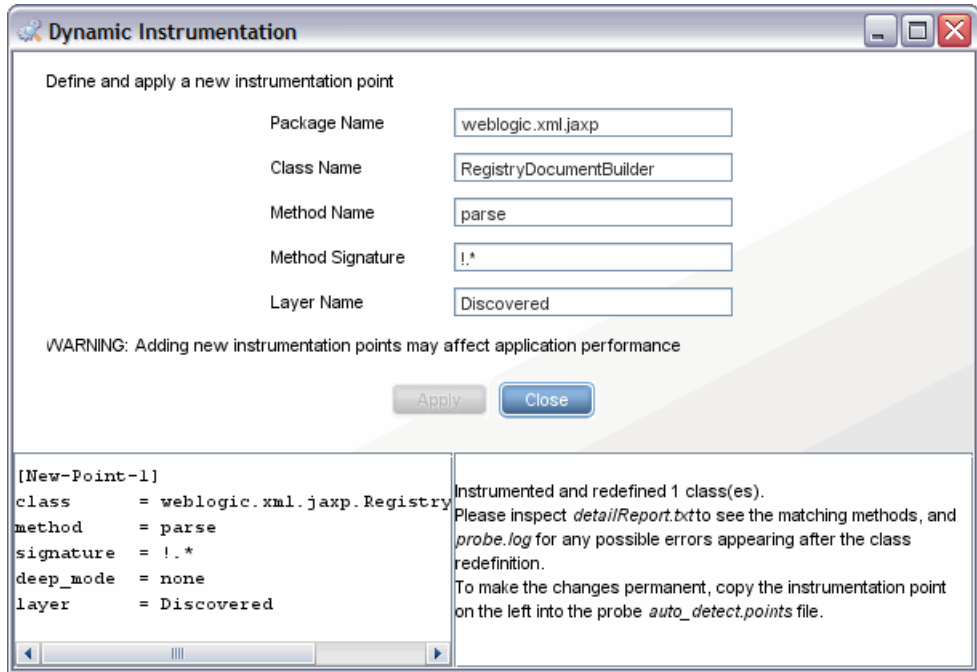 Dynamic Instrumentation
Define and apply a new instrumentation point
Package Name weblogic.xml.jaxp
Class Name RegistryDocumentBuilder
Method Name parse
Method Signature !.*
Layer Name Discovered
WARNING: Adding new instrumentation points may affect application performance
Apply Close
[New-Point-1]
class = weblogic.xml.jaxp.Registry
method = parse
signature = !.*
deep_mode = none
layer = Discovered
Instrumented and redefined 1 class(es).
Please inspect detailReport.txt to see the matching methods, and
probe.log for any possible errors appearing after the class
redefinition.
To make the changes permanent, copy the instrumentation point
on the left into the probe auto_detect.points file.